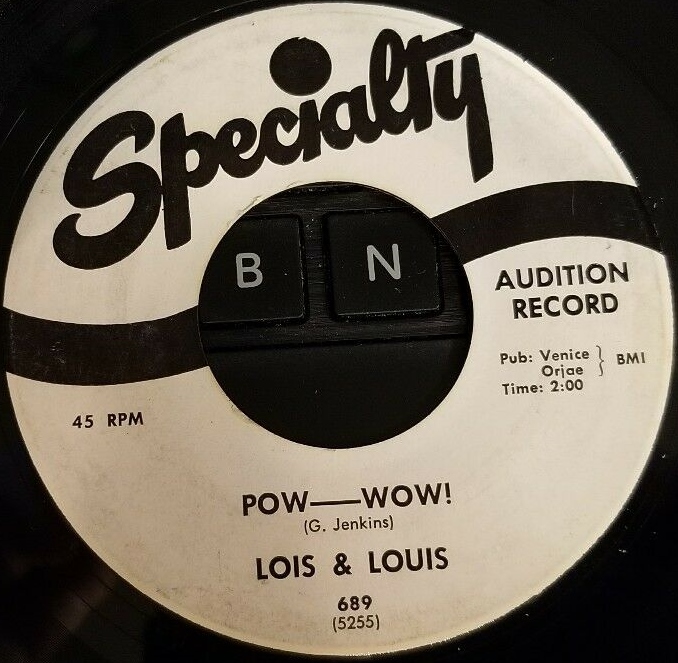 Specialty
B N
AUDITION
RECORD
Pub: Venice } BMI
Orjae
Time: 2:00
45 RPM
POW——WOW!
(G. Jenkins)
LOIS & LOUIS
689
(5255)